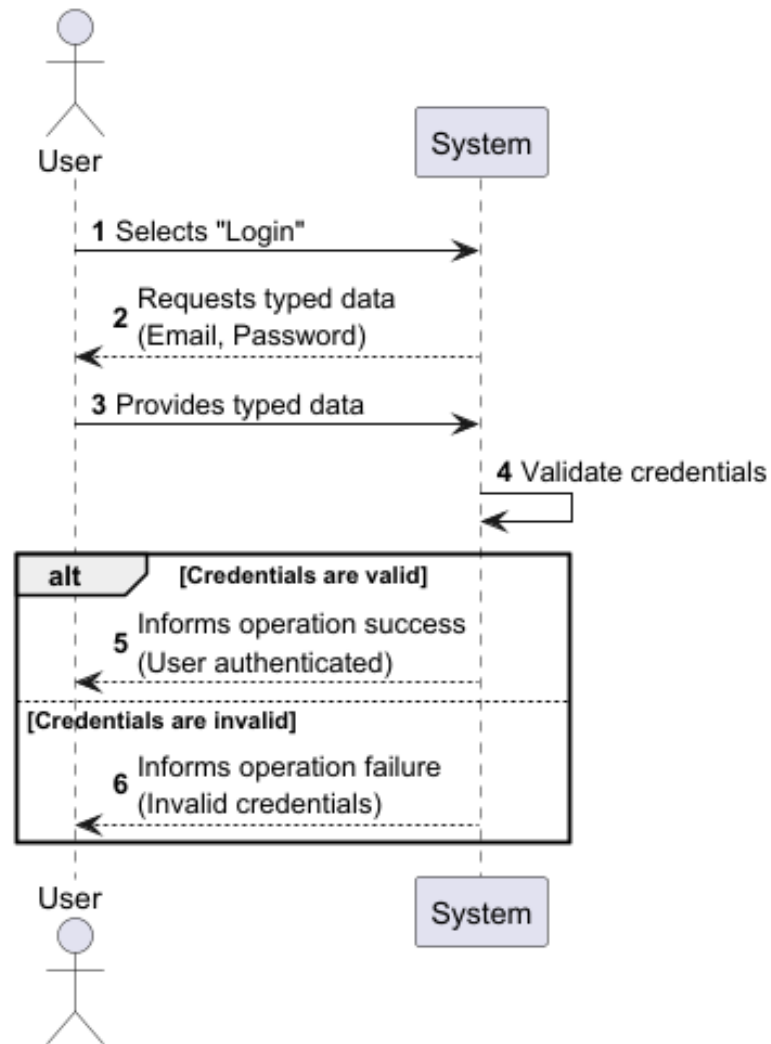 User
System
1 Selects "Login"
Requests typed data
2
(Email, Password)
3 Provides typed data
4 Validate credentials
alt [Credentials are valid]
Informs operation success
5
(User authenticated)
[Credentials are invalid]
Informs operation failure
6
(Invalid credentials)
User
System